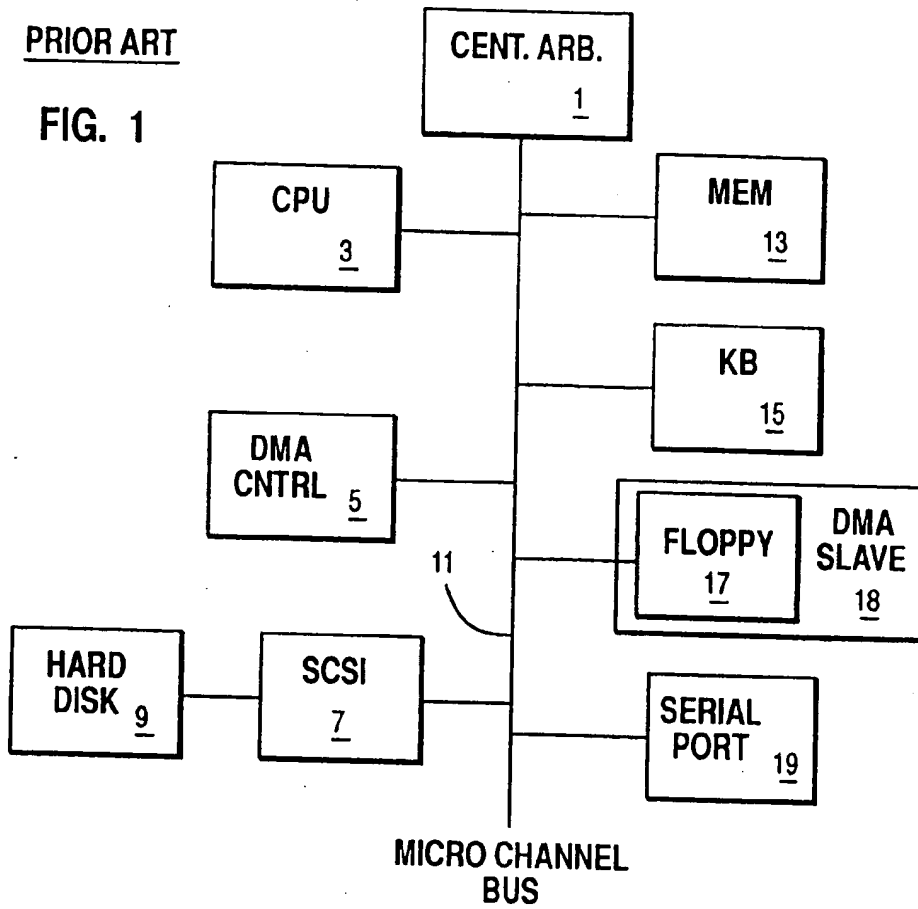 PRIOR ART
FIG. 1
CENT. ARB.
1
CPU
3
MEM
13
KB
15
DMA
CNTRL
5
FLOPPY
17
DMA
SLAVE
18
11
HARD
DISK
9
SCSI
7
SERIAL
PORT
19
MICRO CHANNEL
BUS